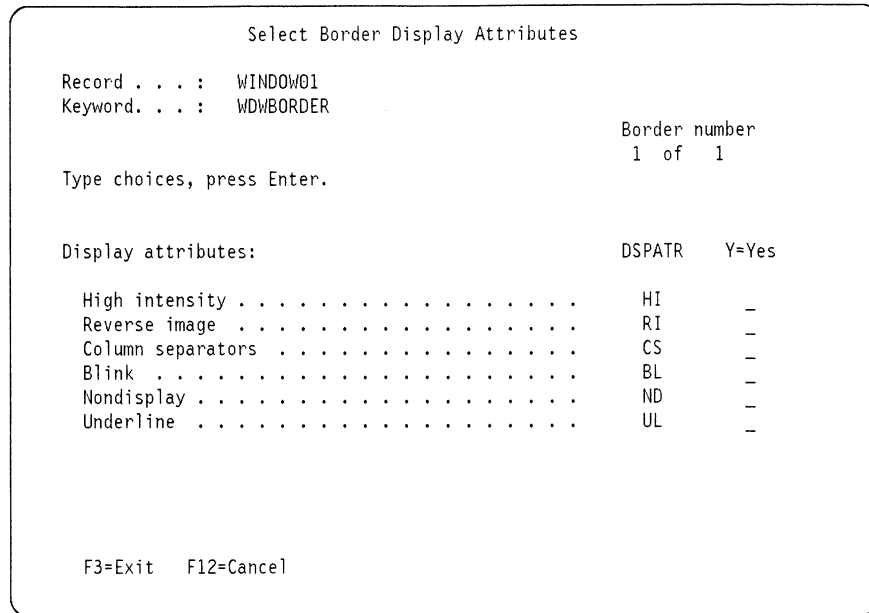 Select Border Display Attributes
Record . . . :   WINDOW01
Keyword. . . :   WDWBORDER
Border number
1 of 1
Type choices, press Enter.
Display attributes:   DSPATR   Y=Yes
High intensity . . . . . . . . . . . . . . . . .   HI   _
Reverse image . . . . . . . . . . . . . . . . .   RI   _
Column separators . . . . . . . . . . . . . . .   CS   _
Blink . . . . . . . . . . . . . . . . . . . . .   BL   _
Nondisplay . . . . . . . . . . . . . . . . . . .   ND   _
Underline . . . . . . . . . . . . . . . . . . .   UL   _
F3=Exit   F12=Cancel